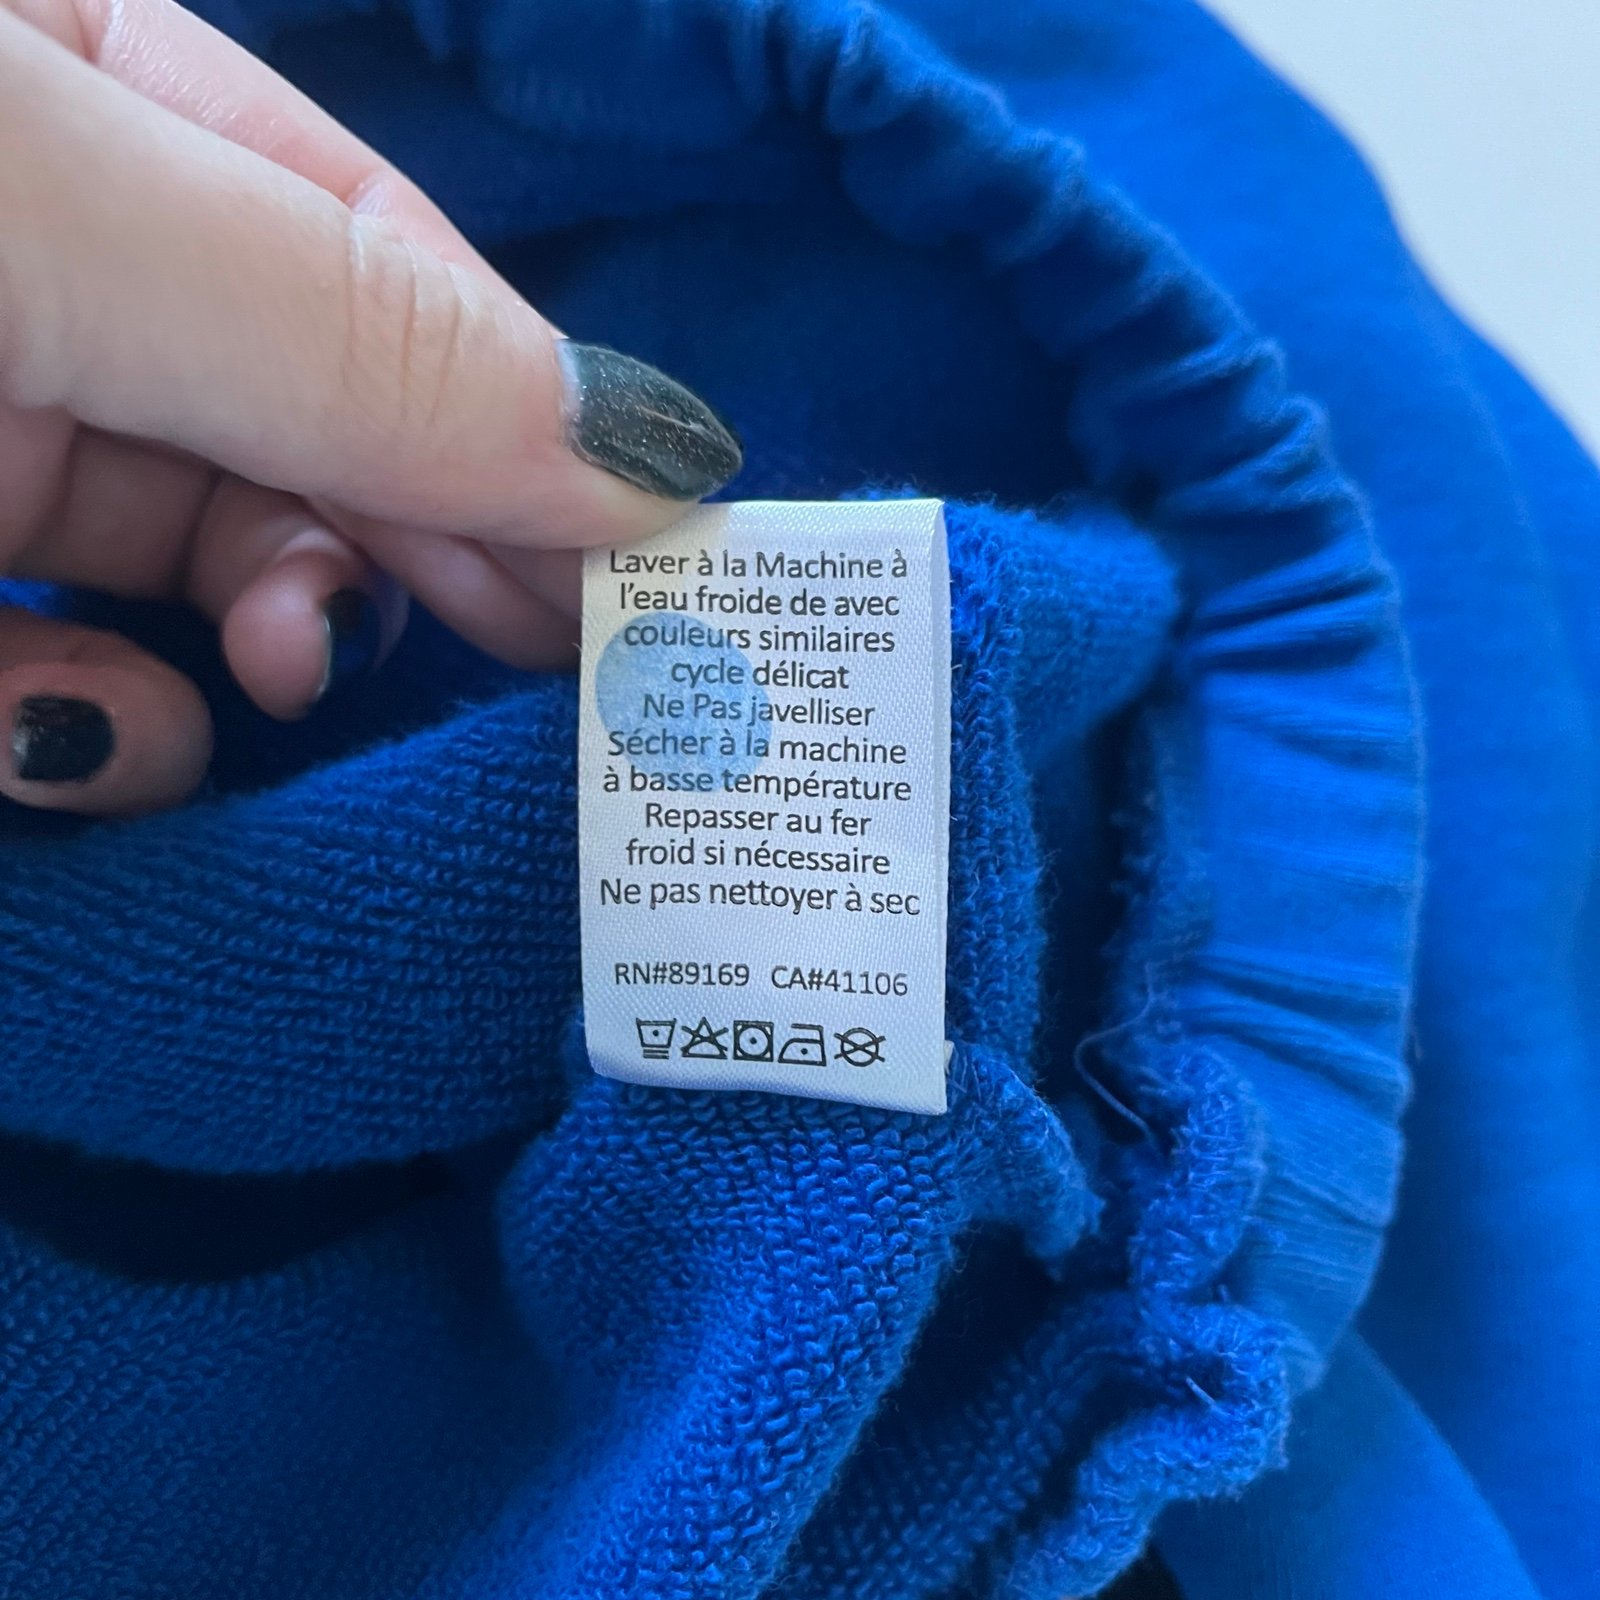 Laver à la Machine à
l'eau froide de avec
couleurs similaires
cycle délicat
Ne Pas javelliser
Sécher à la machine
à basse température
Repasser au fer
froid si nécessaire
Ne pas nettoyer à sec
RN#89169 CA#41106